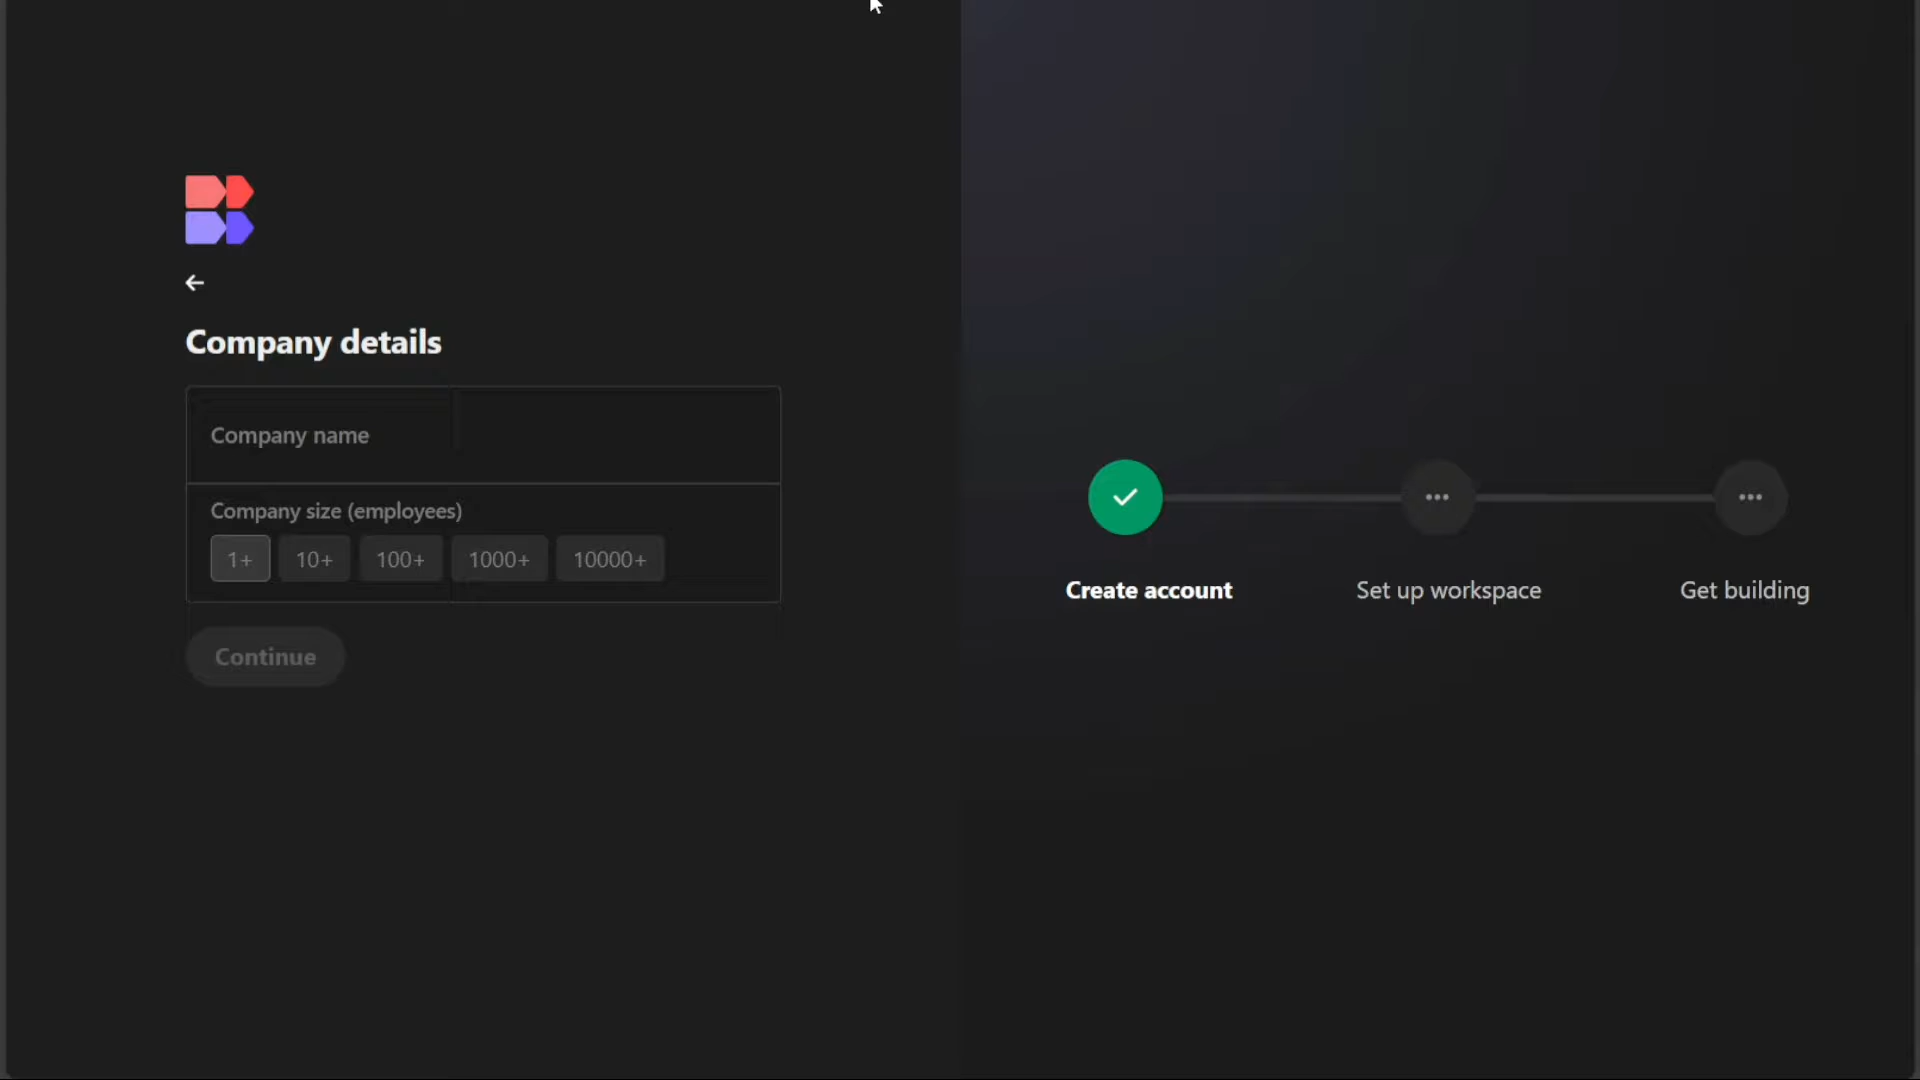 Company details
Company name
Company size (employees)
1+ 10+ 100+ 1000+ 10000+
Continue
Create account Set up workspace Get building